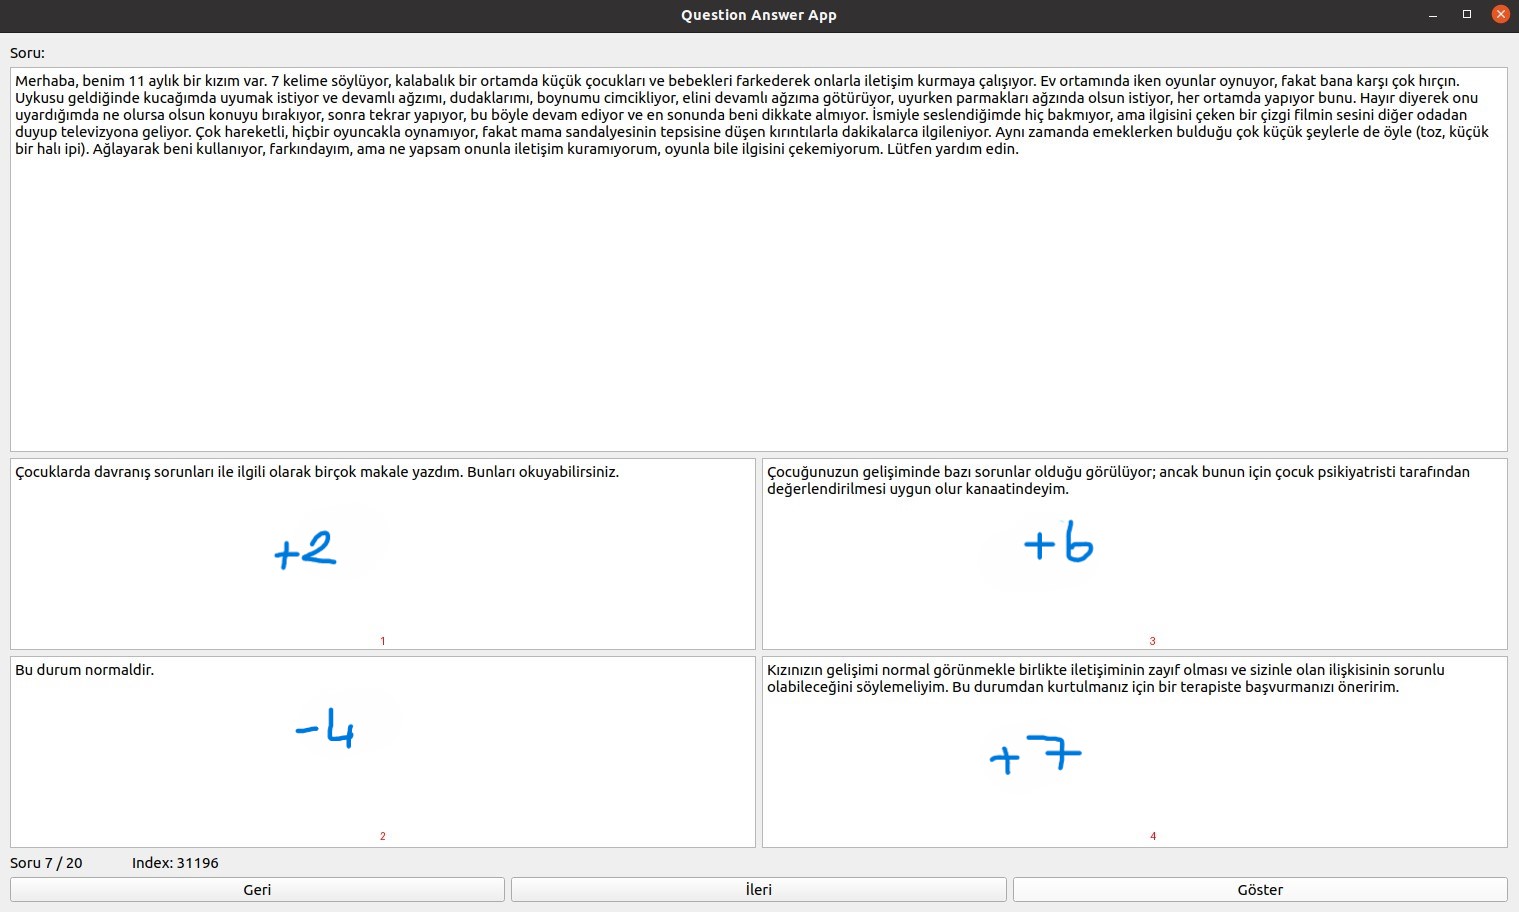 Question Answer App
Soru:
Merhaba, benim 11 aylık bir kızım var. 7 kelime söylüyor, kalabalık bir ortamda küçük çocukları ve bebekleri farkederek onlarla iletişim kurmaya çalışıyor. Ev ortamında iken oyunlar oynuyor, fakat bana karşı çok hırçın.
Uykusu geldiğinde kucağımda uyumak istiyor ve devamlı ağzımı, dudaklarımı, boynumu cimcikliyor, elini devamlı ağzıma götürüyor, uyurken parmakları ağzında olsun istiyor, her ortamda yapıyor bunu. Hayır diyerek onu
uyardığımda ne olursa olsun konuyu bırakıyor, sonra tekrar yapıyor, bu böyle devam ediyor ve en sonunda beni dikkate almıyor. İsmiyle seslendiğimde hiç bakmıyor, ama ilgisini çeken bir çizgi filmin sesini diğer odadan
duyup televizyona geliyor. Çok hareketli, hiçbir oyuncakla oynamıyor, fakat mama sandalyesinin tepsisine düşen kırıntılarla dakikalarca ilgileniyor. Aynı zamanda emeklerken bulduğu çok küçük şeylerle de öyle (toz, küçük
bir halı ipi). Ağlayarak beni kullanıyor, farkındayım, ama ne yapsam onunla iletişim kuramıyorum, oyunla bile ilgisini çekemiyorum. Lütfen yardım edin.
Çocuklarda davranış sorunları ile ilgili olarak birçok makale yazdım. Bunları okuyabilirsiniz.
+2
1
Çocuğunuzun gelişiminde bazı sorunlar olduğu görülüyor; ancak bunun için çocuk psikiyatristi tarafından
değerlendirilmesi uygun olur kanaatindeyim.
+6
3
Bu durum normaldir.
-4
2
Kızınızın gelişimi normal görünmekle birlikte iletişiminin zayıf olması ve sizinle olan ilişkisinin sorunlu
olabileceğini söylemeliyim. Bu durumdan kurtulmanız için bir terapiste başvurmanızı öneririm.
+7
4
Soru 7 / 20 Index: 31196
Geri İleri Göster